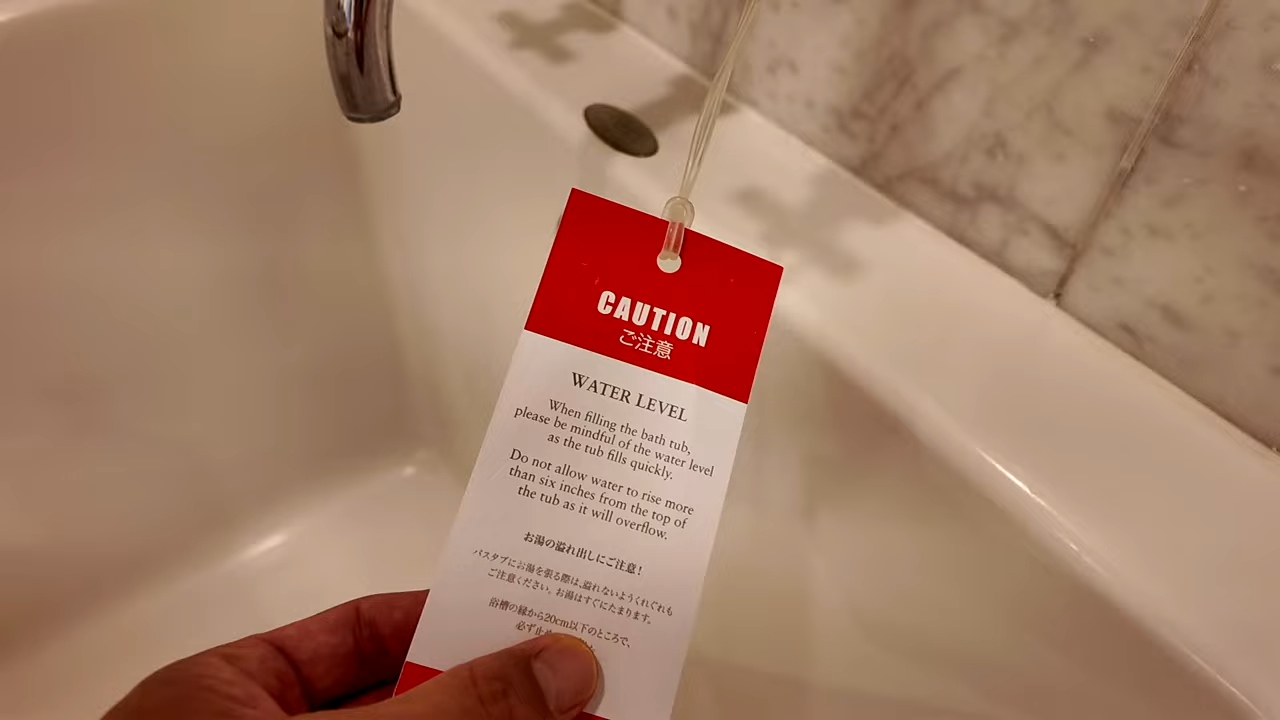 CAUTION
ご注意
WATER LEVEL
When filling the bath tub,
please be mindful of the water level
as the tub fills quickly.
Do not allow water to rise more
than six inches from the top of
the tub as it will overflow.
お湯の溢れ出しにご注意！
バスタブにお湯を張る際は、溢れないようくれぐれも
ご注意ください。お湯はすぐにたまります。
浴槽の縁から20cm以下のところで、
必ず止